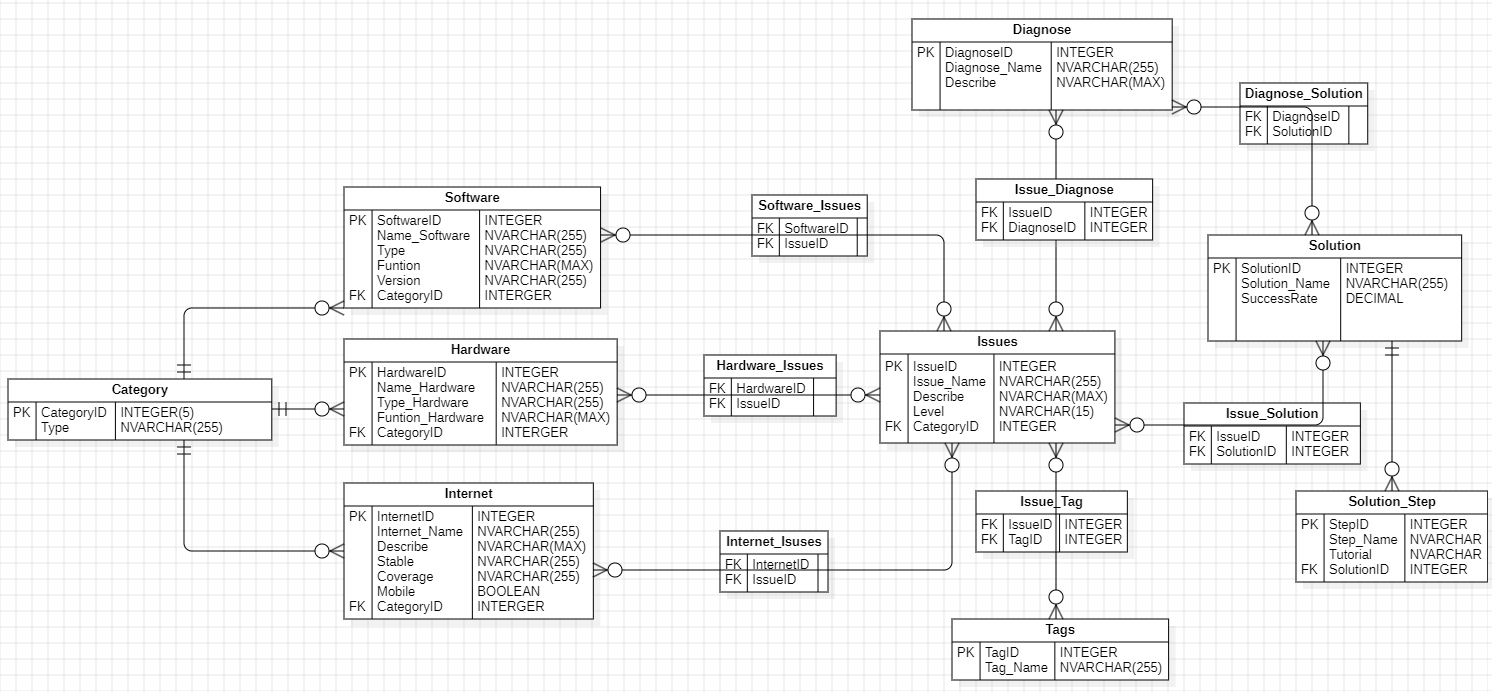 Diagnose
PK DiagnoseID INTEGER
Diagnose_Name NVARCHAR(255)
Describe NVARCHAR(MAX)
Diagnose_Solution
FK DiagnoseID
FK SolutionID
Issue_Diagnose
FK IssueID INTEGER
FK DiagnoseID INTEGER
Software
PK SoftwareID INTEGER
Name_Software NVARCHAR(255)
Type NVARCHAR(255)
Funtion NVARCHAR(MAX)
Version NVARCHAR(255)
FK CategoryID INTERGER
Software_Issues
FK SoftwareID
FK IssueID
Solution
PK SolutionID INTEGER
Solution_Name NVARCHAR(255)
SuccessRate DECIMAL
Hardware
PK HardwareID INTEGER
Name_Hardware NVARCHAR(255)
Type_Hardware NVARCHAR(255)
Funtion_Hardware NVARCHAR(MAX)
FK CategoryID INTERGER
Hardware_Issues
FK HardwareID
FK IssueID
Issues
PK IssueID INTEGER
Issue_Name NVARCHAR(255)
Describe NVARCHAR(MAX)
Level NVARCHAR(15)
FK CategoryID INTEGER
Category
PK CategoryID INTEGER(5)
Type NVARCHAR(255)
Issue_Solution
FK IssueID INTEGER
FK SolutionID INTEGER
Internet
PK InternetID INTEGER
Internet_Name NVARCHAR(255)
Describe NVARCHAR(MAX)
Stable NVARCHAR(255)
Coverage NVARCHAR(255)
Mobile BOOLEAN
FK CategoryID INTERGER
Internet_Isuses
FK InternetID
FK IssueID
Issue_Tag
FK IssueID INTEGER
FK TagID INTEGER
Solution_Step
PK StepID INTEGER
Step_Name NVARCHAR
Tutorial NVARCHAR
FK SolutionID INTEGER
Tags
PK TagID INTEGER
Tag_Name NVARCHAR(255)